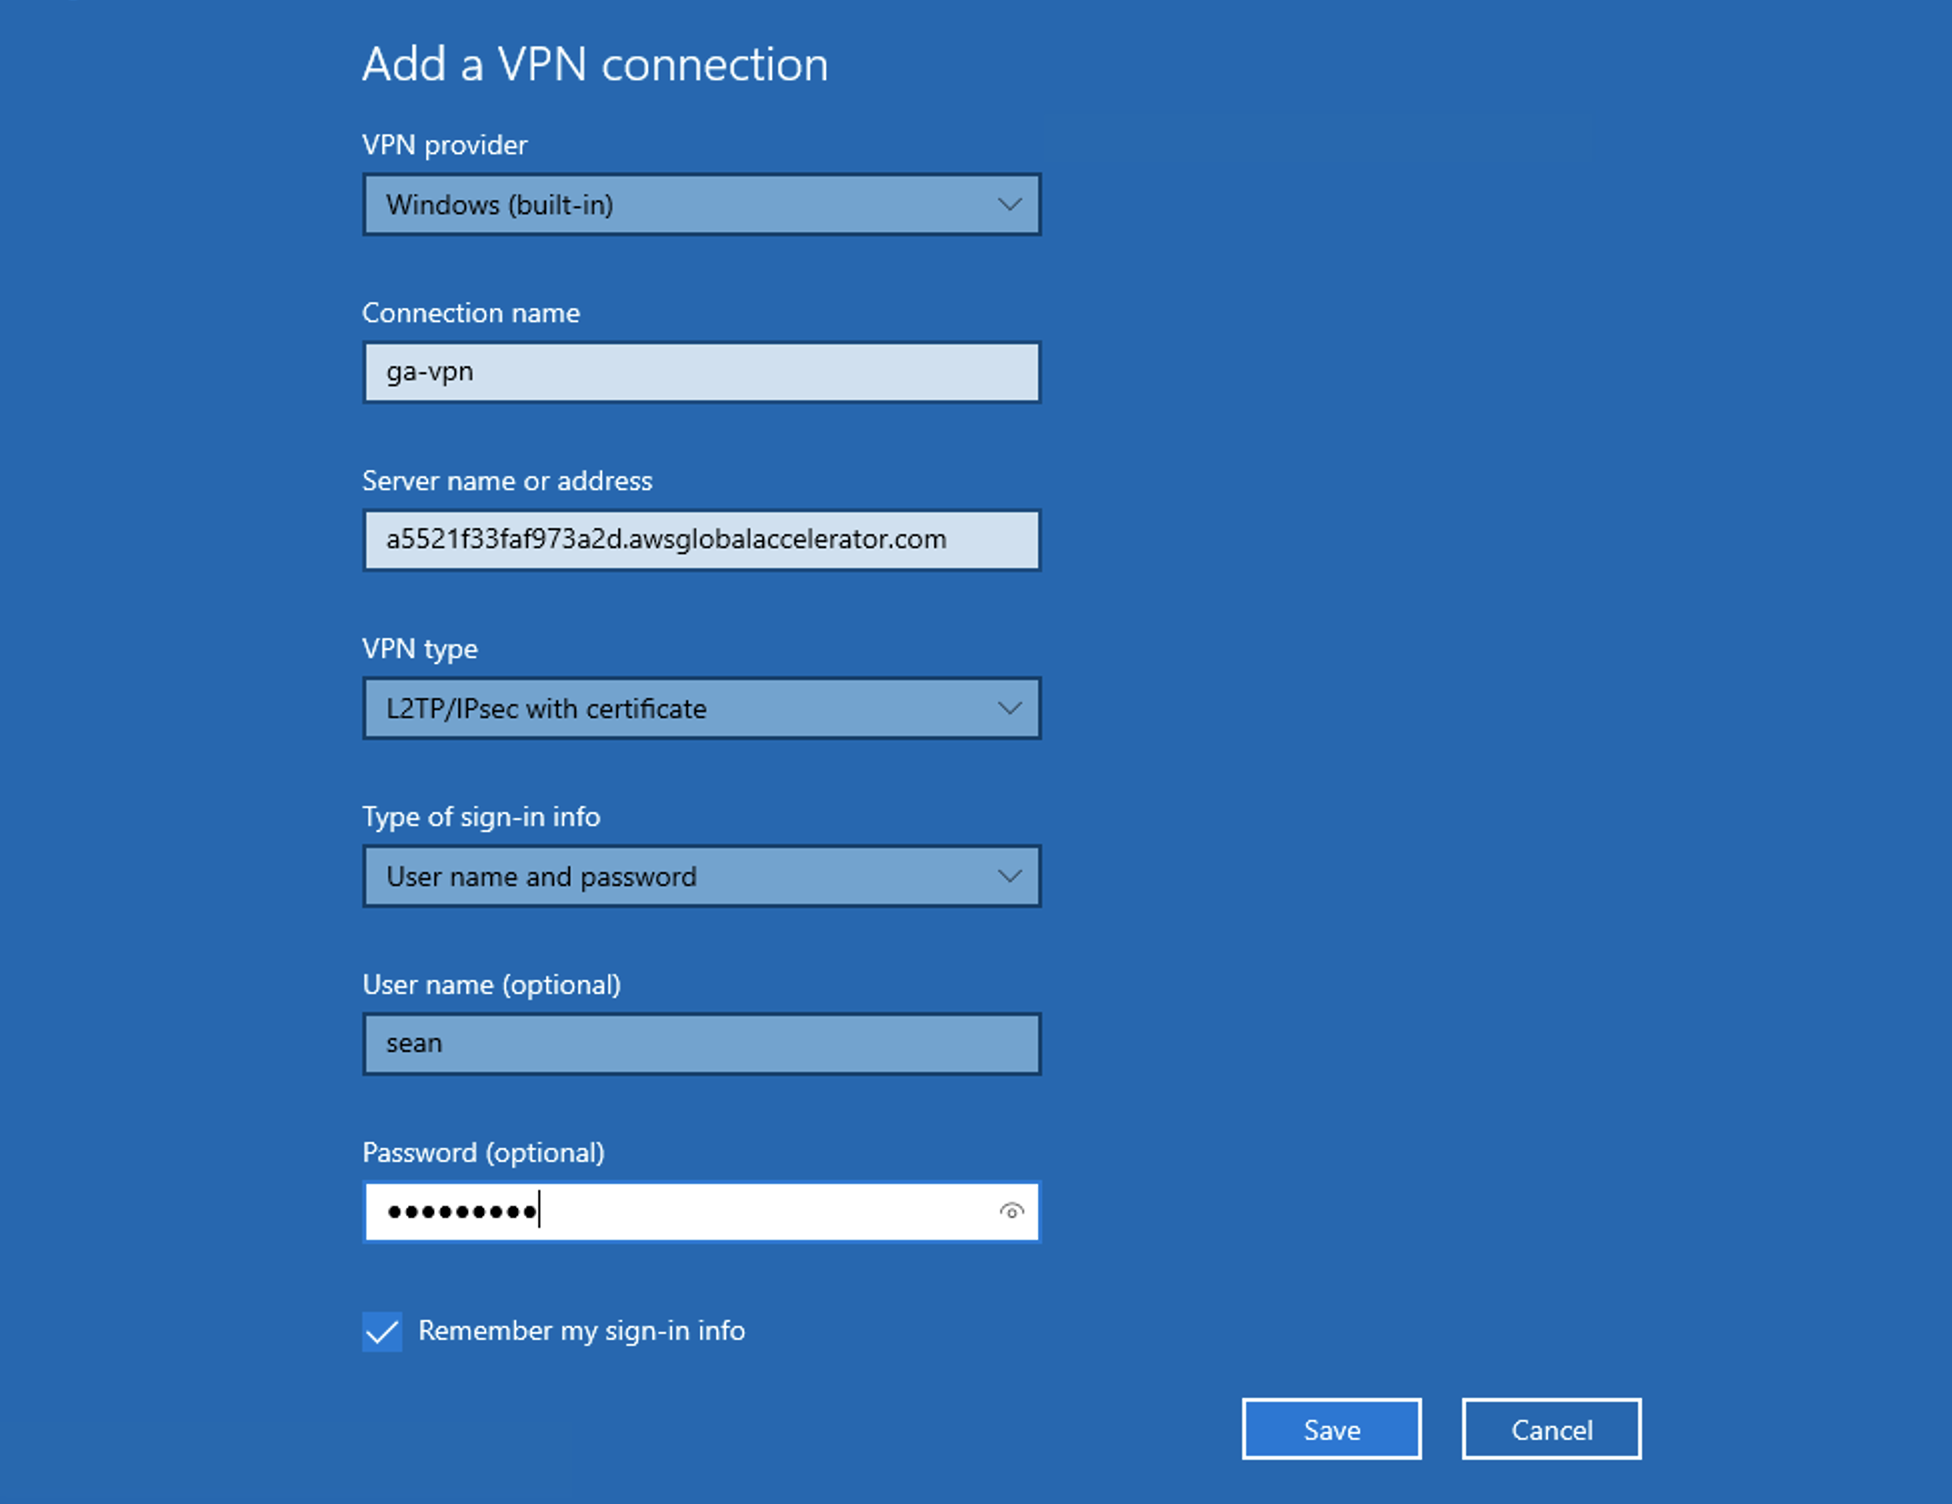 Add a VPN connection
VPN provider
Windows (built-in)
Connection name
ga-vpn
Server name or address
a5521f33faf973a2d.awsglobalaccelerator.com
VPN type
L2TP/IPsec with certificate
Type of sign-in info
User name and password
User name (optional)
sean
Password (optional)
●●●●●●●●●
Remember my sign-in info
Save
Cancel